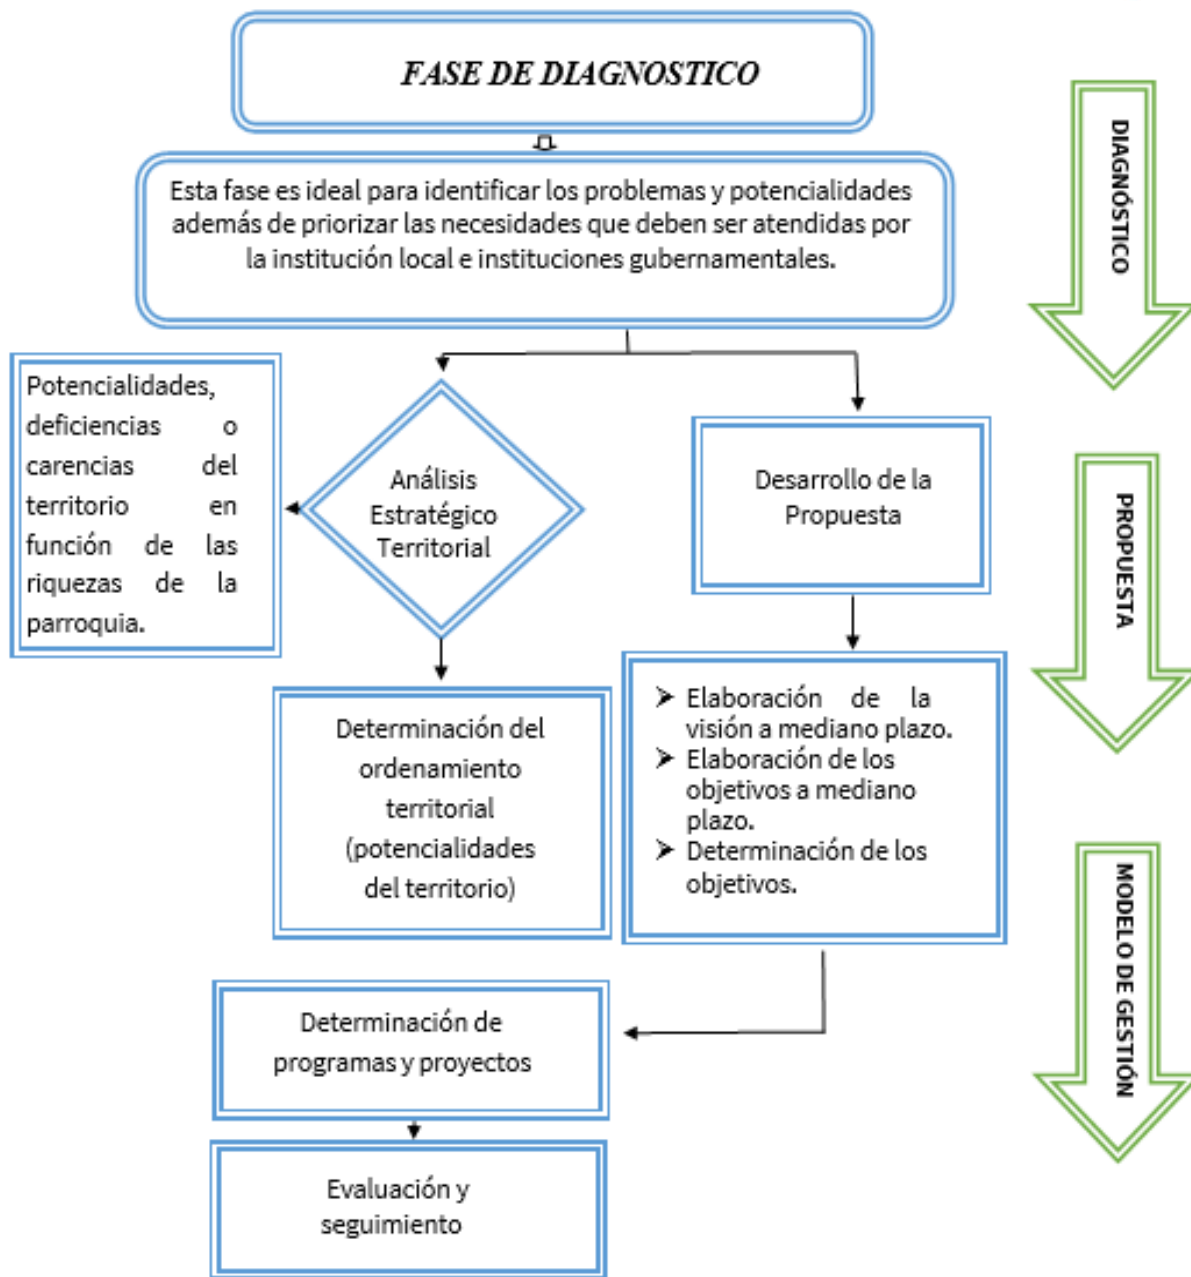 FASE DE DIAGNOSTICO
Esta fase es ideal para identificar los problemas y potencialidades
además de priorizar las necesidades que deben ser atendidas por
la institución local e instituciones gubernamentales.
DIAGNÓSTICO
Potencialidades,
deficiencias o
carencias del
territorio en
función de las
riquezas de la
parroquia.
Análisis
Estratégico
Territorial
Desarrollo de la
Propuesta
PROPUESTA
Determinación del
ordenamiento
territorial
(potencialidades
del territorio)
➤ Elaboración de la
visión a mediano plazo.
➤ Elaboración de los
objetivos a mediano
plazo.
➤ Determinación de los
objetivos.
MODELO DE GESTIÓN
Determinación de
programas y proyectos
Evaluación y
seguimiento